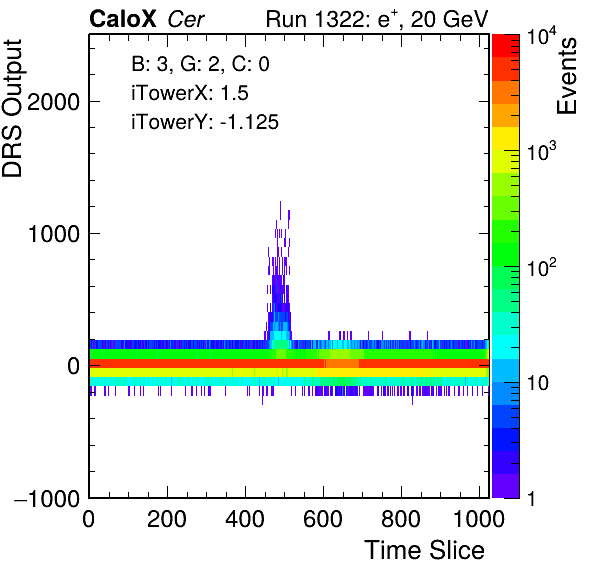 CaloX Cer Run 1322: e⁺, 20 GeV
B: 3, G: 2, C: 0
iTowerX: 1.5
iTowerY: -1.125
DRS Output
2000
1000
0
−1000
0 200 400 600 800 1000
Time Slice
Events
10⁴
10³
10²
10
1